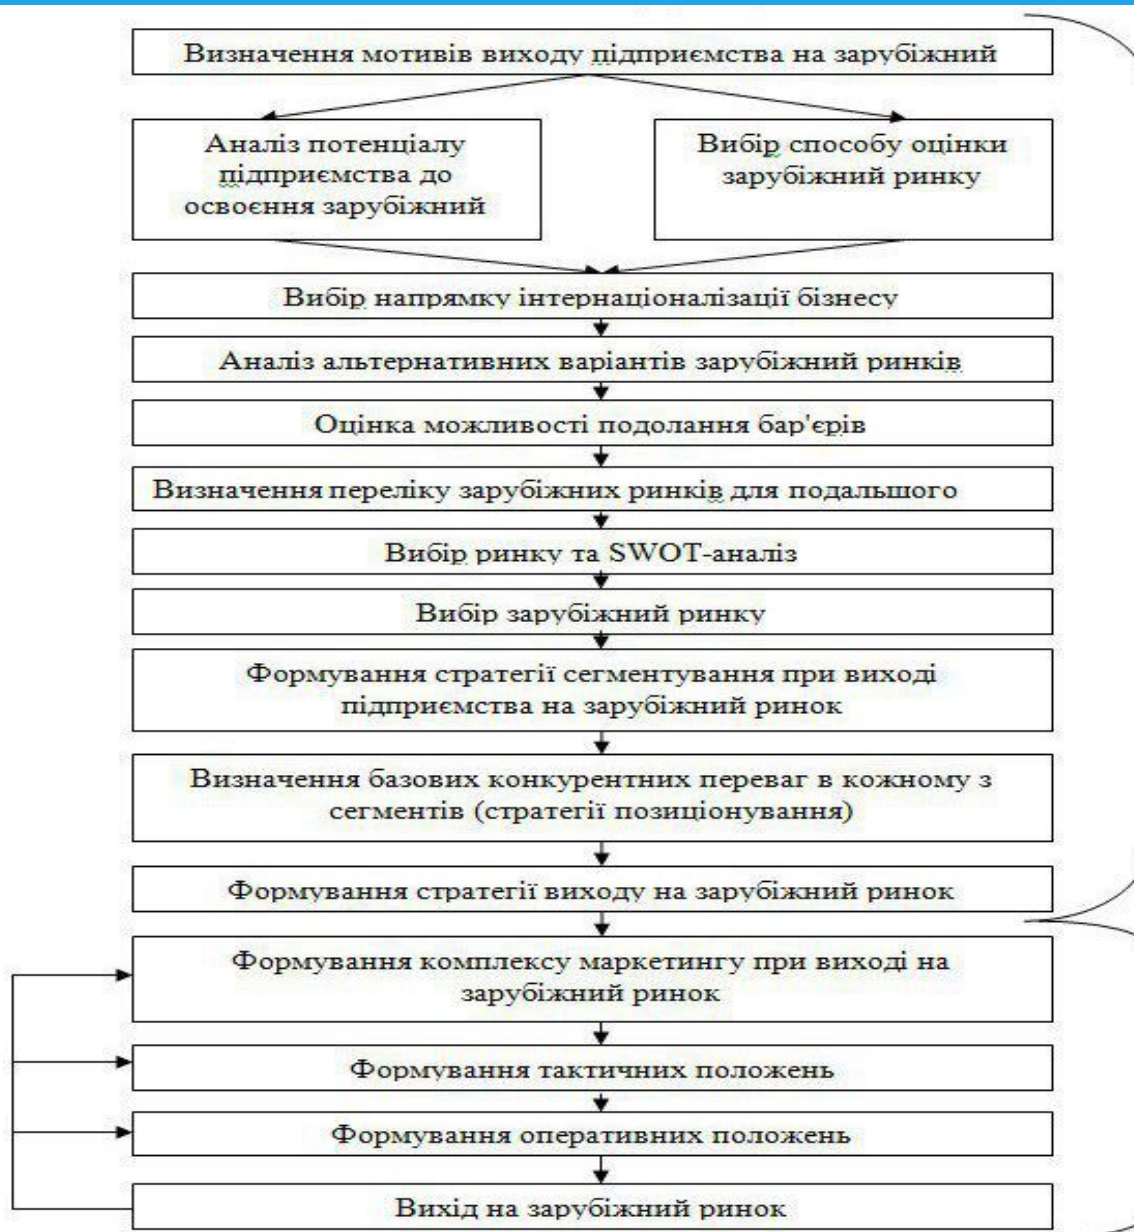 Визначення мотивів виходу підприємства на зарубіжний
Аналіз потенціалу
підприємства до
освоєння зарубіжний
Вибір способу оцінки
зарубіжний ринку
Вибір напрямку інтернаціоналізації бізнесу
Аналіз альтернативних варіантів зарубіжний ринків
Оцінка можливості подолання бар'єрів
Визначення переліку зарубіжних ринків для подальшого
Вибір ринку та SWOT-аналіз
Вибір зарубіжний ринку
Формування стратегії сегментування при виході
підприємства на зарубіжний ринок
Визначення базових конкурентних переваг в кожному з
сегментів (стратегії позиціонування)
Формування стратегії виходу на зарубіжний ринок
Формування комплексу маркетингу при виході на
зарубіжний ринок
Формування тактичних положень
Формування оперативних положень
Вихід на зарубіжний ринок